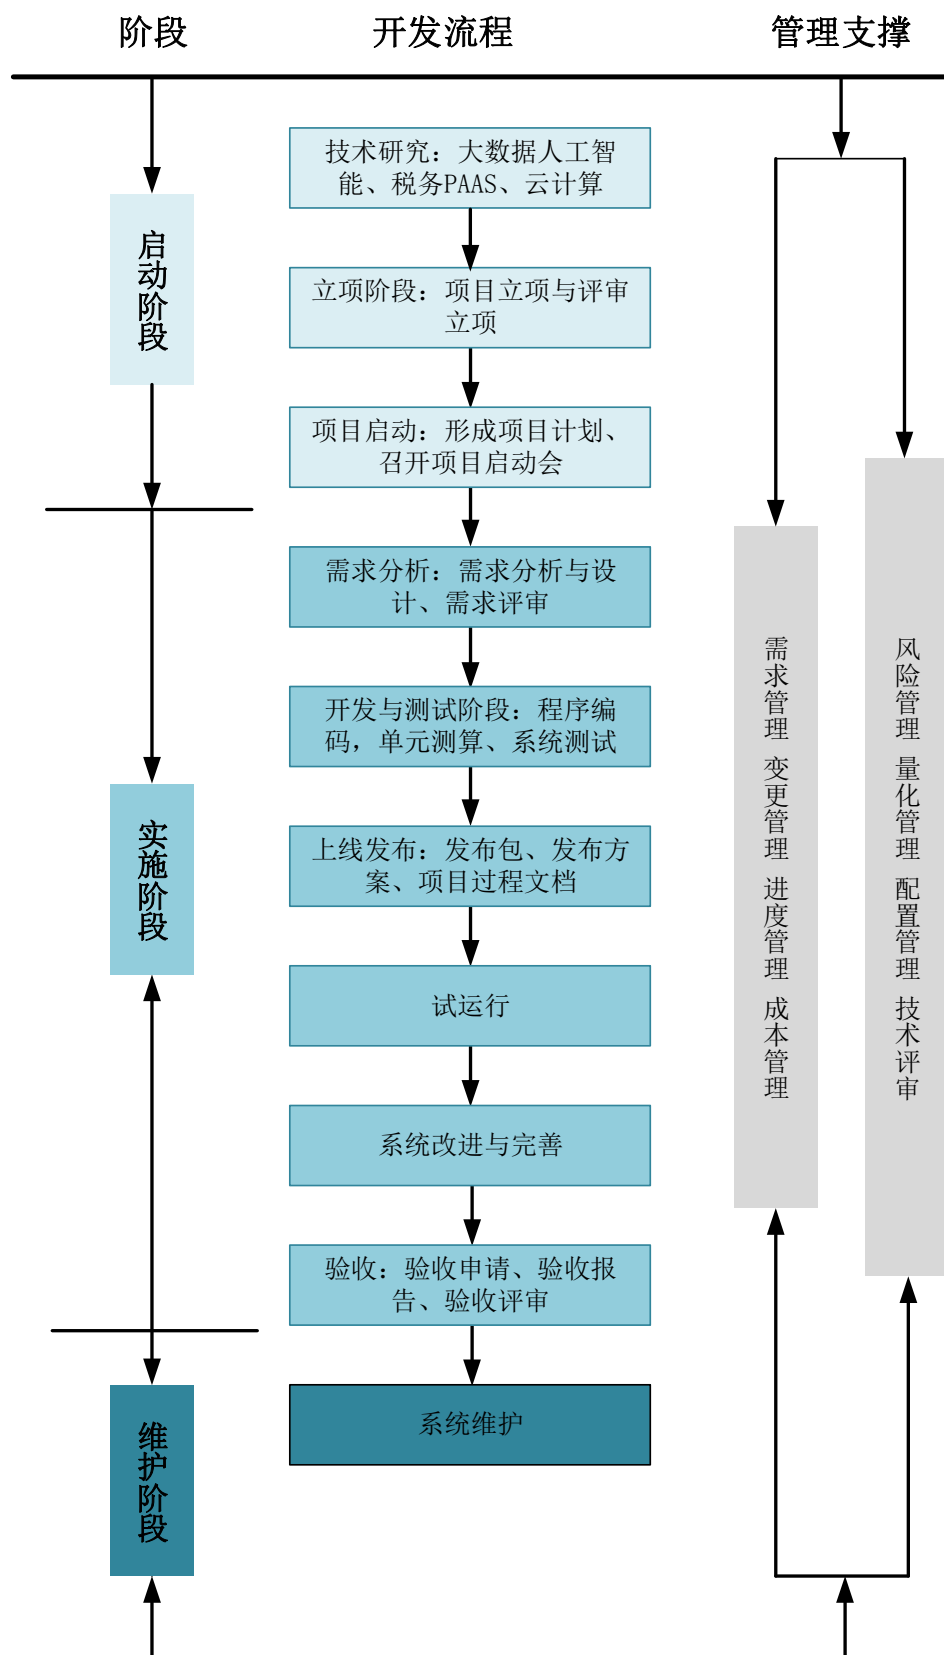 阶段
开发流程
管理支撑
技术研究：大数据人工智
能、税务PAAS、云计算
启动阶段
立项阶段：项目立项与评审
立项
项目启动：形成项目计划、
召开项目启动会
需求分析：需求分析与设
计、需求评审
开发与测试阶段：程序编
码，单元测算、系统测试
实施阶段
上线发布：发布包、发布方
案、项目过程文档
试运行
系统改进与完善
验收：验收申请、验收报
告、验收评审
维护阶段
系统维护
需求管理 变更管理 进度管理 成本管理
风险管理 量化管理 配置管理 技术评审